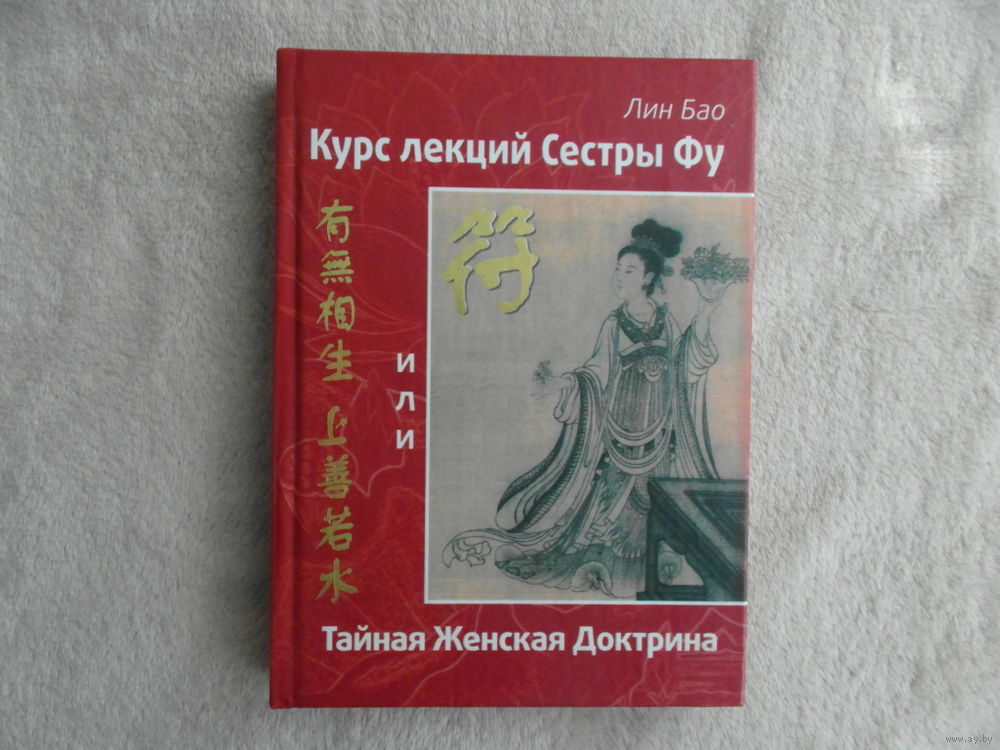 Лин Бао
Курс лекций Сестры Фу
有無相生 上善若水
符
или
Тайная Женская Доктрина
www.ay.by